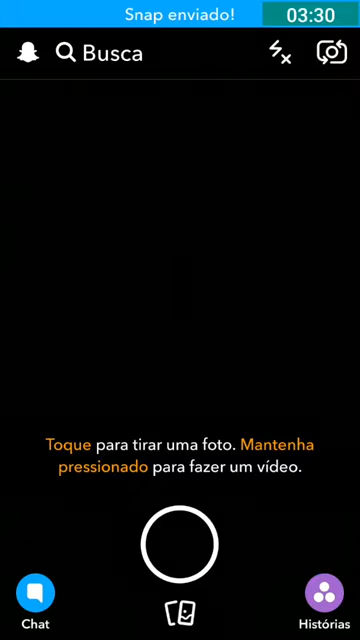 Snap enviado! 03:30
Busca
Toque para tirar uma foto. Mantenha
pressionado para fazer um vídeo.
Chat Histórias